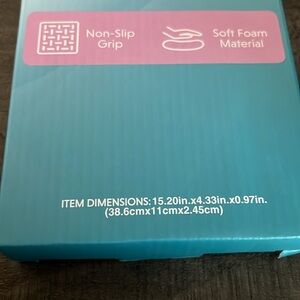 Non-Slip
Grip
Soft Foam
Material
ITEM DIMENSIONS: 15.20in.x4.33in.x0.97in.
(38.6cmx11cmx2.45cm)